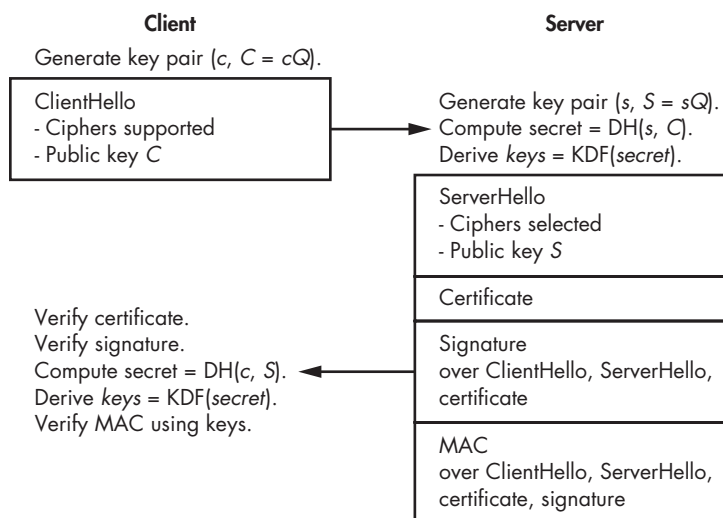 Client
Server
Generate key pair (c, C = cQ).
ClientHello
- Ciphers supported
- Public key C
Generate key pair (s, S = sQ).
Compute secret = DH(s, C).
Derive keys = KDF(secret).
ServerHello
- Ciphers selected
- Public key S
Certificate
Signature
over ClientHello, ServerHello,
certificate
MAC
over ClientHello, ServerHello,
certificate, signature
Verify certificate.
Verify signature.
Compute secret = DH(c, S).
Derive keys = KDF(secret).
Verify MAC using keys.